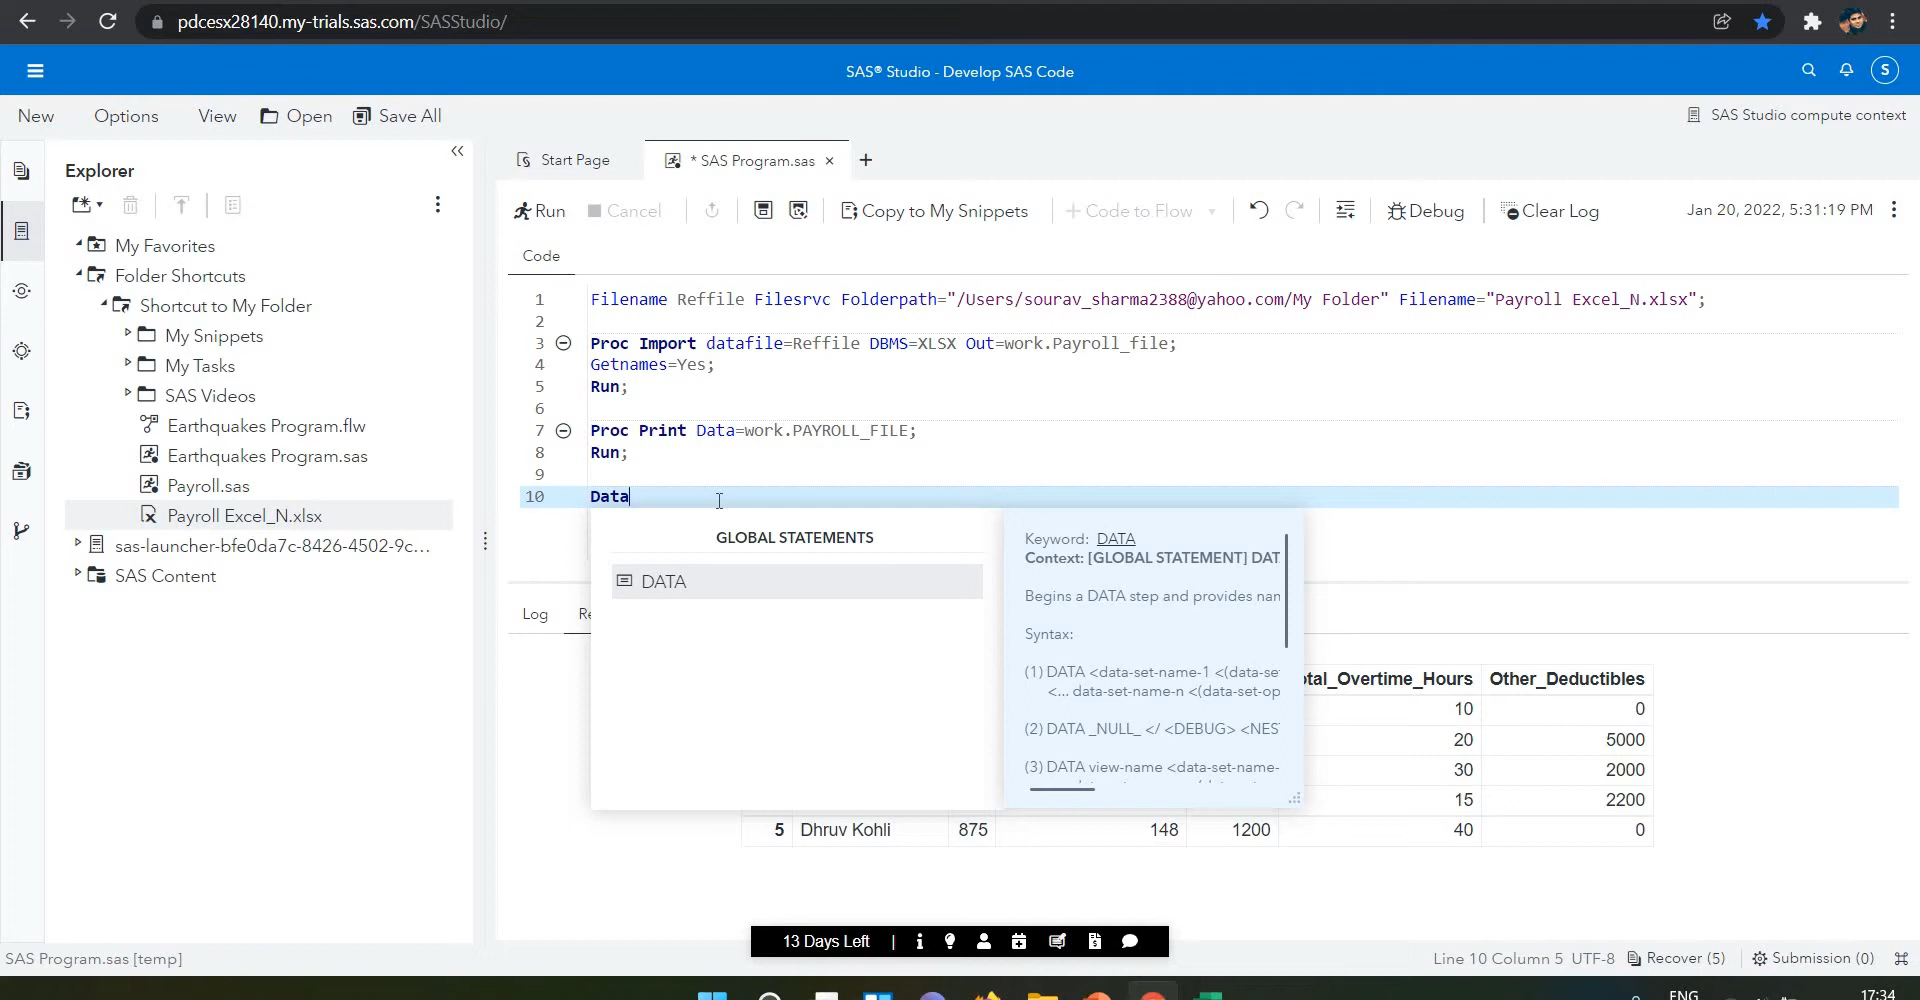 pdcesx28140.my-trials.sas.com/SASStudio/
SAS® Studio - Develop SAS Code
S
New Options View Open Save All
SAS Studio compute context
Explorer
My Favorites
Folder Shortcuts
Shortcut to My Folder
My Snippets
My Tasks
SAS Videos
Earthquakes Program.flw
Earthquakes Program.sas
Payroll.sas
Payroll Excel_N.xlsx
sas-launcher-bfe0da7c-8426-4502-9c...
SAS Content
Start Page * SAS Program.sas
Run Cancel Copy to My Snippets Code to Flow Debug Clear Log Jan 20, 2022, 5:31:19 PM
Code
1 Filename Reffile Filesrvc Folderpath="/Users/sourav_sharma2388@yahoo.com/My Folder" Filename="Payroll Excel_N.xlsx";
2
3 Proc Import datafile=Reffile DBMS=XLSX Out=work.Payroll_file;
4 Getnames=Yes;
5 Run;
6
7 Proc Print Data=work.PAYROLL_FILE;
8 Run;
9
10 Data
GLOBAL STATEMENTS
DATA
Keyword: DATA
Context: [GLOBAL STATEMENT] DAT
Begins a DATA step and provides nan
Syntax:
(1) DATA <data-set-name-1 <(data-se
<... data-set-name-n <(data-set-op
(2) DATA _NULL_ </ <DEBUG> <NES
(3) DATA view-name <data-set-name-
Log Re
otal_Overtime_Hours Other_Deductibles
10 0
20 5000
30 2000
15 2200
5 Dhruv Kohli 875 148 1200 40 0
13 Days Left
SAS Program.sas [temp]
Line 10 Column 5 UTF-8 Recover (5) Submission (0)
ENG
17:34